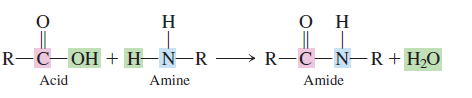 O H O H
R—C—OH + H—N—R ⟶ R—C—N—R + H₂O
Acid Amine Amide